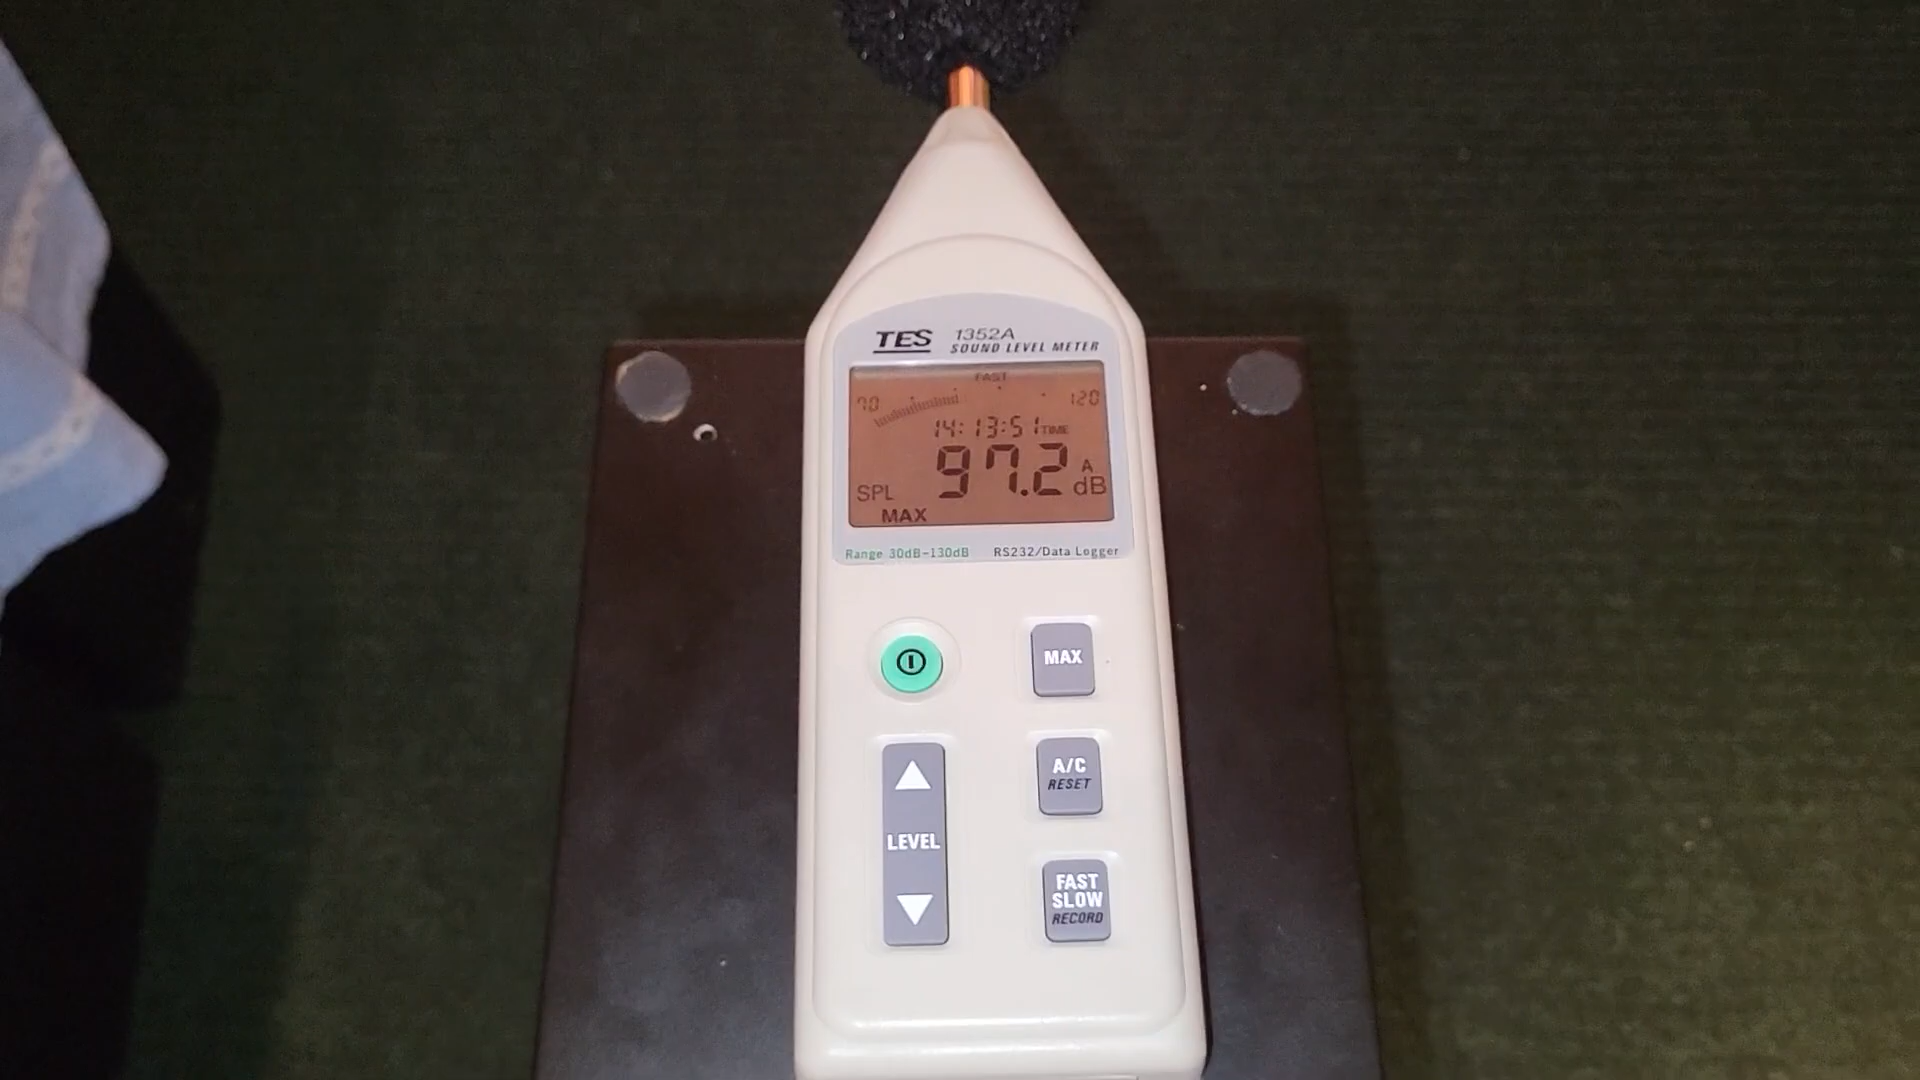 TES 1352A
SOUND LEVEL METER
FAST
70 120
14:13:51 TIME
SPL 97.2 A dB
MAX
Range 30dB-130dB RS232/Data Logger
MAX
A/C
RESET
LEVEL
FAST
SLOW
RECORD